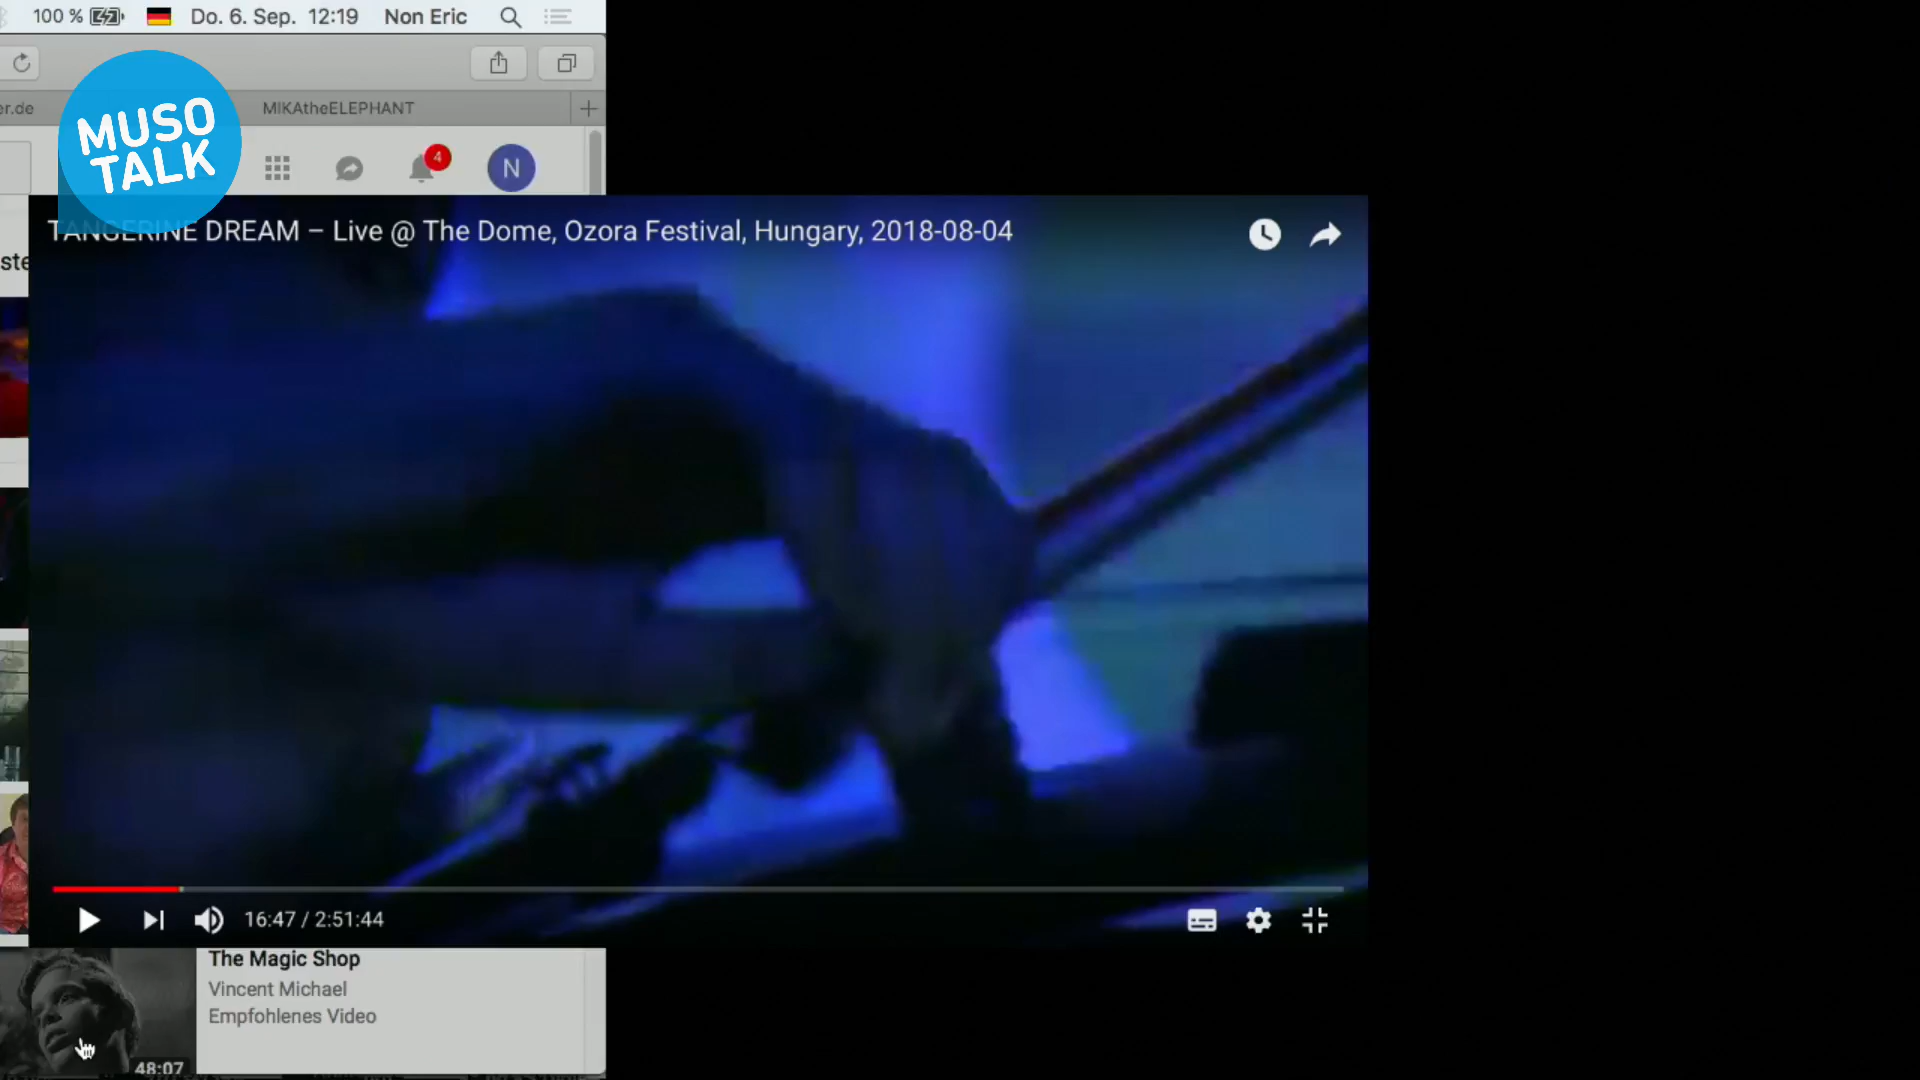 100 %
Do. 6. Sep. 12:19 Non Eric
er.de
MIKAtheELEPHANT
MUSO
TALK
4
N
TANGERINE DREAM – Live @ The Dome, Ozora Festival, Hungary, 2018-08-04
ste
16:47 / 2:51:44
The Magic Shop
Vincent Michael
Empfohlenes Video
48:07